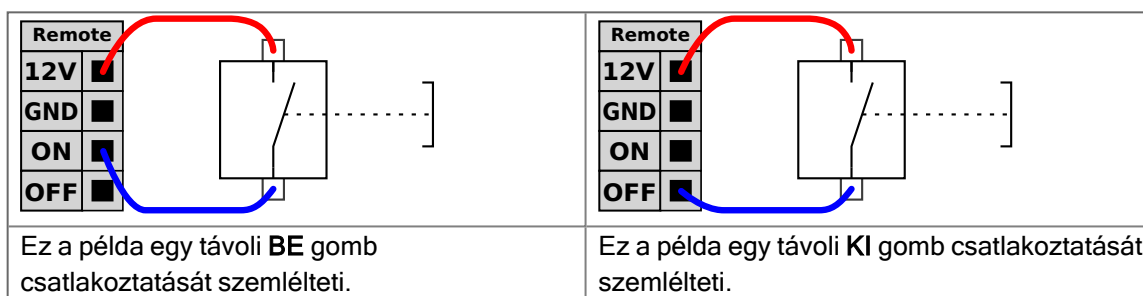 Remote
12V
GND
ON
OFF
Ez a példa egy távoli BE gomb
csatlakoztatását szemlélteti.
Remote
12V
GND
ON
OFF
Ez a példa egy távoli KI gomb csatlakoztatását
szemlélteti.